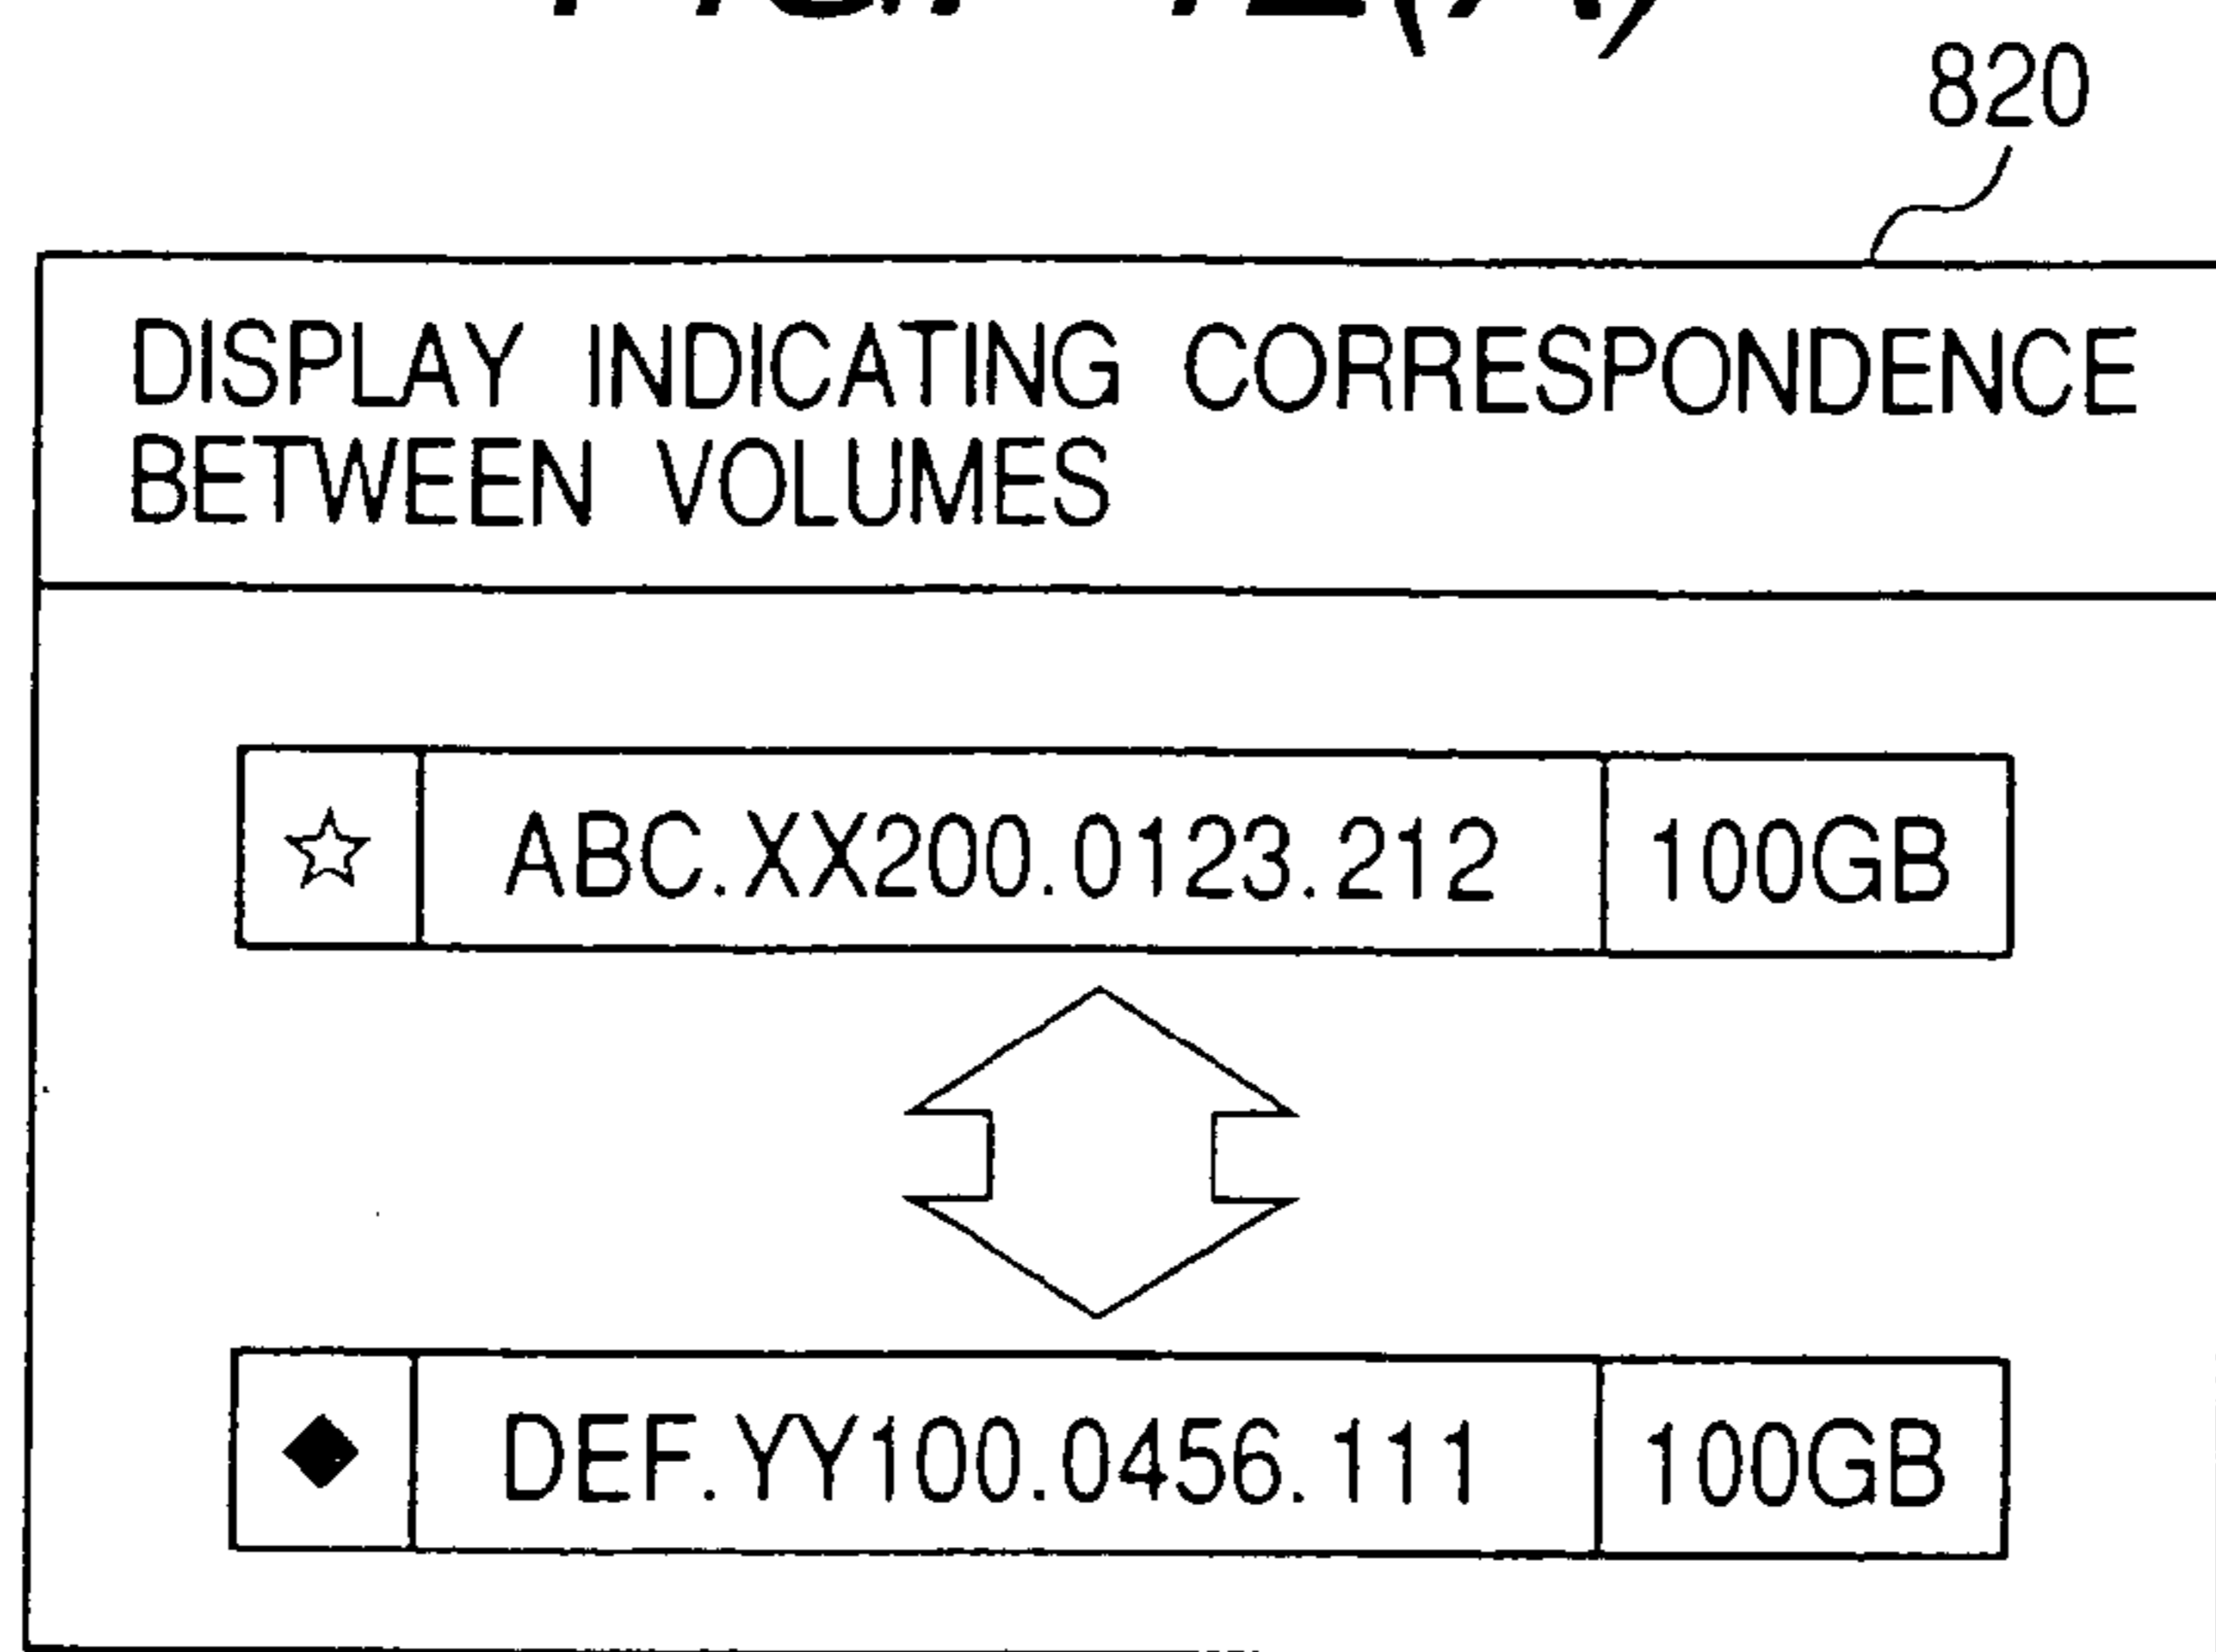 820
DISPLAY INDICATING CORRESPONDENCE
BETWEEN VOLUMES
☆ ABC.XX200.0123.212 100GB
◆ DEF.YY100.0456.111 100GB